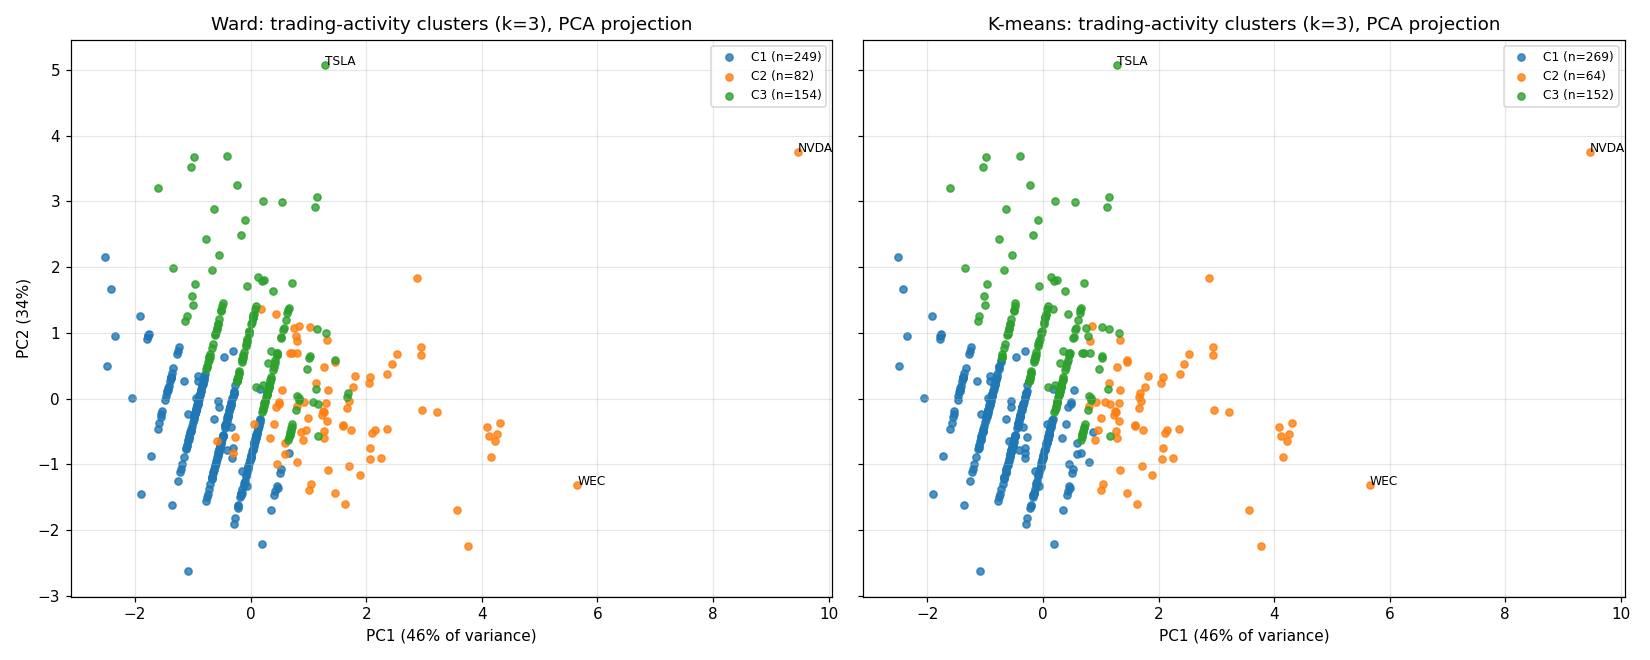 Ward: trading-activity clusters (k=3), PCA projection
C1 (n=249)
C2 (n=82)
C3 (n=154)
TSLA
NVDA
WEC
PC2 (34%)
5
4
3
2
1
0
−1
−2
−3
−2
0
2
4
6
8
10
PC1 (46% of variance)
K-means: trading-activity clusters (k=3), PCA projection
C1 (n=269)
C2 (n=64)
C3 (n=152)
TSLA
NVDA
WEC
−2
0
2
4
6
8
10
PC1 (46% of variance)